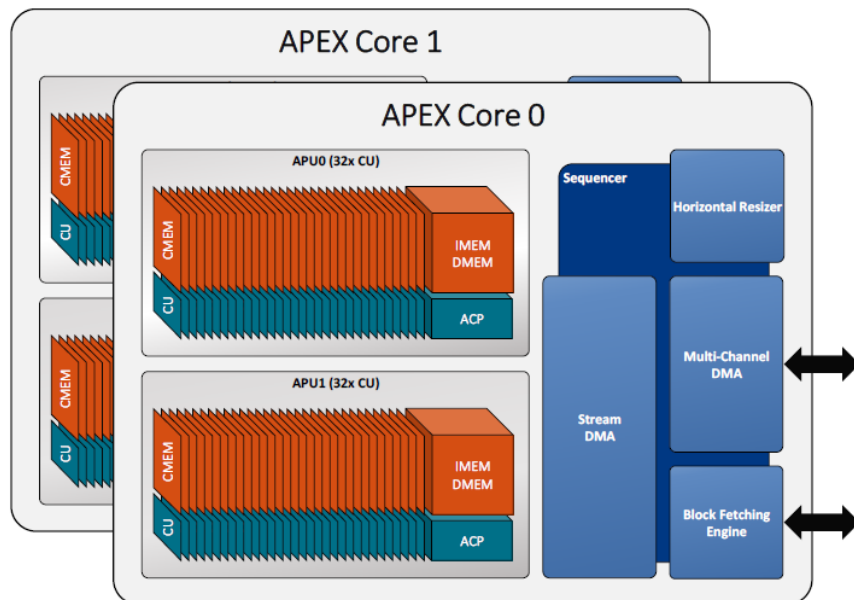 APEX Core 1
CMEM
CU
CMEM
CU
APEX Core 0
APU0 (32x CU)
CMEM
CU
IMEM
DMEM
ACP
APU1 (32x CU)
CMEM
CU
IMEM
DMEM
ACP
Sequencer
Horizontal Resizer
Stream
DMA
Multi-Channel
DMA
Block Fetching
Engine